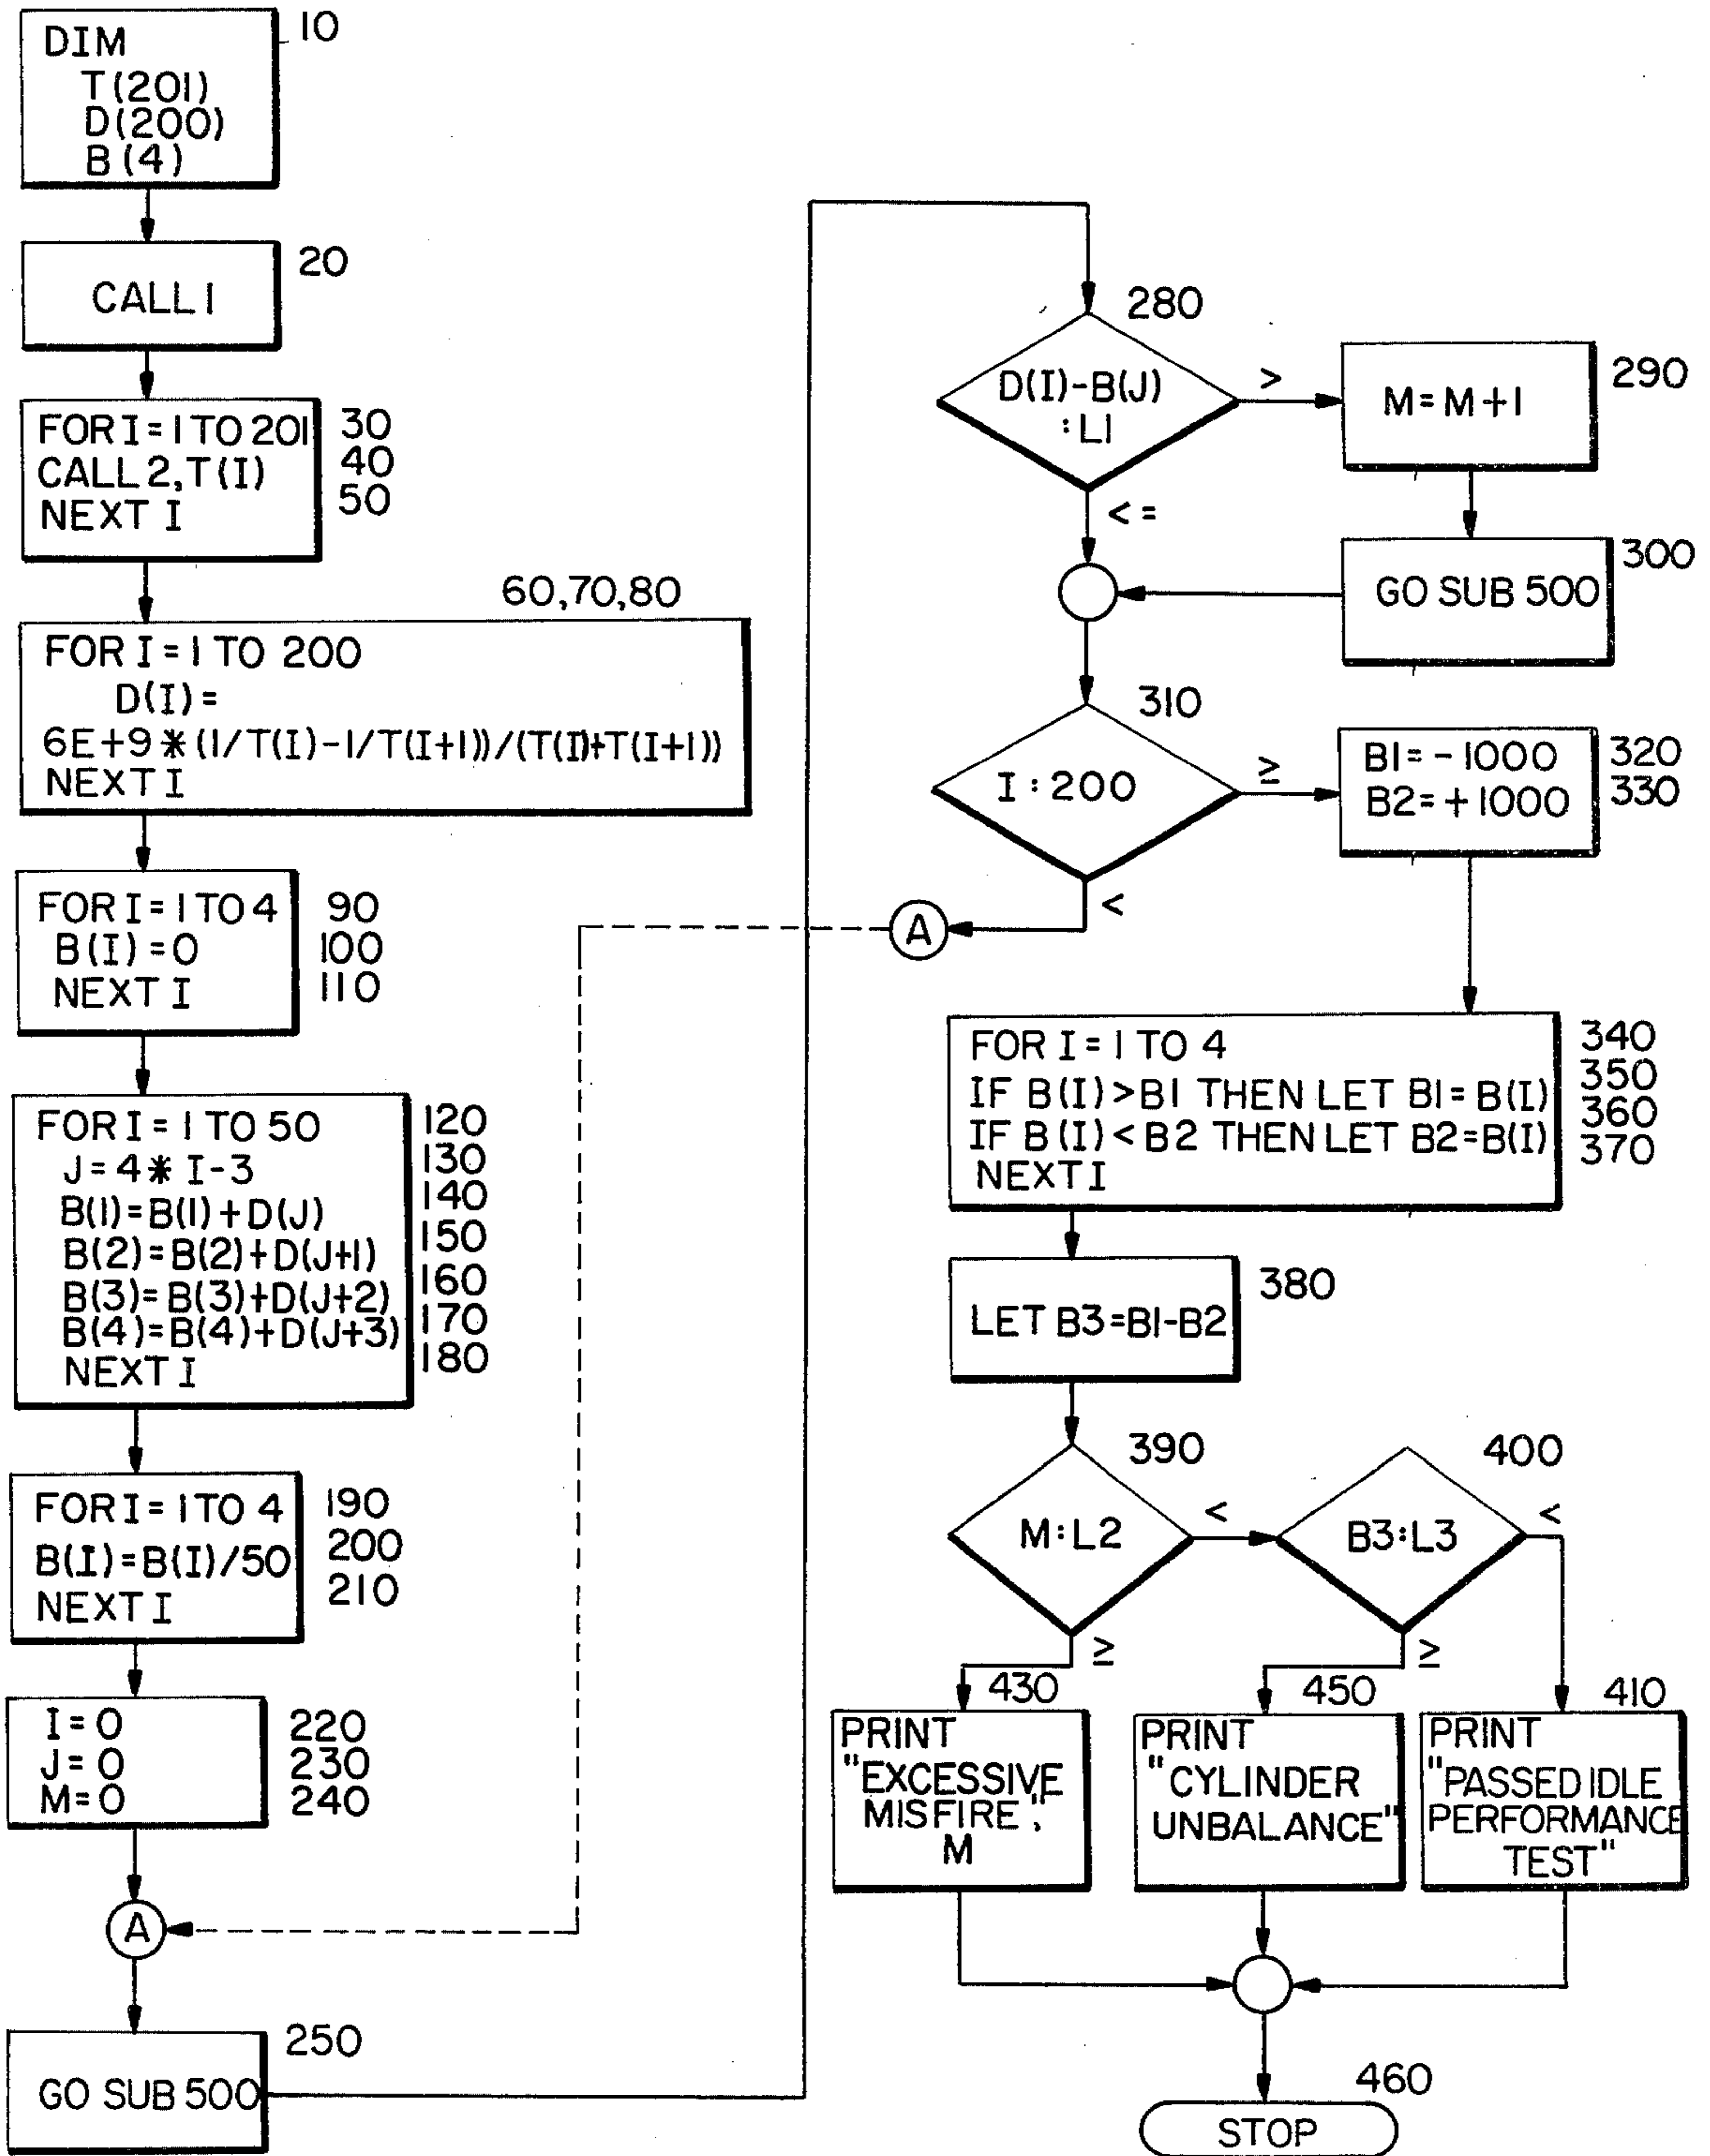 DIM
T(201)
D(200)
B(4)
10
CALL 1
20
FOR I = 1 TO 201
CALL 2, T(I)
NEXT I
30
40
50
60,70,80
FOR I = 1 TO 200
D(I) =
6E+9 * (1/T(I)-1/T(I+1))/(T(I)+T(I+1))
NEXT I
FOR I = 1 TO 4
B(I) = 0
NEXT I
90
100
110
FOR I = 1 TO 50
J = 4 * I-3
B(1) = B(1) + D(J)
B(2) = B(2) + D(J+1)
B(3) = B(3) + D(J+2)
B(4) = B(4) + D(J+3)
NEXT I
120
130
140
150
160
170
180
FOR I = 1 TO 4
B(I) = B(I)/50
NEXT I
190
200
210
I = 0
J = 0
M = 0
220
230
240
A
GO SUB 500
250
280
D(I)-B(J)
:L1
>
< =
M = M + 1
290
GO SUB 500
300
310
I : 200
≥
<
A
B1 = - 1000
B2 = + 1000
320
330
FOR I = 1 TO 4
IF B(I) > B1 THEN LET B1 = B(I)
IF B(I) < B2 THEN LET B2 = B(I)
NEXT I
340
350
360
370
LET B3 = B1-B2
380
390
M:L2
<
≥
400
B3:L3
<
≥
430
PRINT
"EXCESSIVE
MISFIRE",
M
450
PRINT
"CYLINDER
UNBALANCE"
410
PRINT
"PASSED IDLE
PERFORMANCE
TEST"
460
STOP